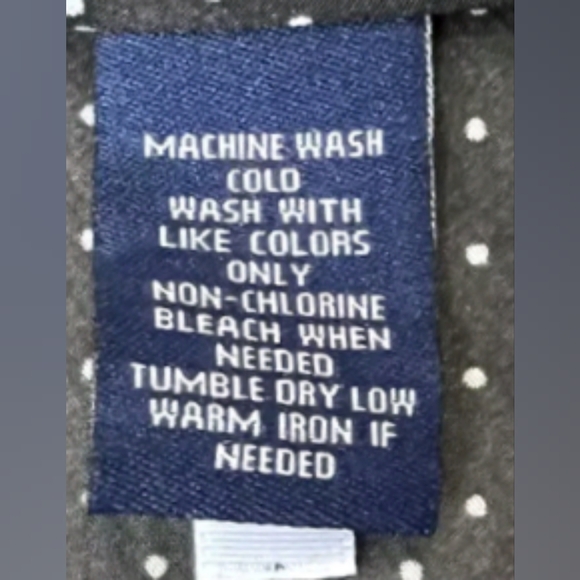 MACHINE WASH
COLD
WASH WITH
LIKE COLORS
ONLY
NON-CHLORINE
BLEACH WHEN
NEEDED
TUMBLE DRY LOW
WARM IRON IF
NEEDED